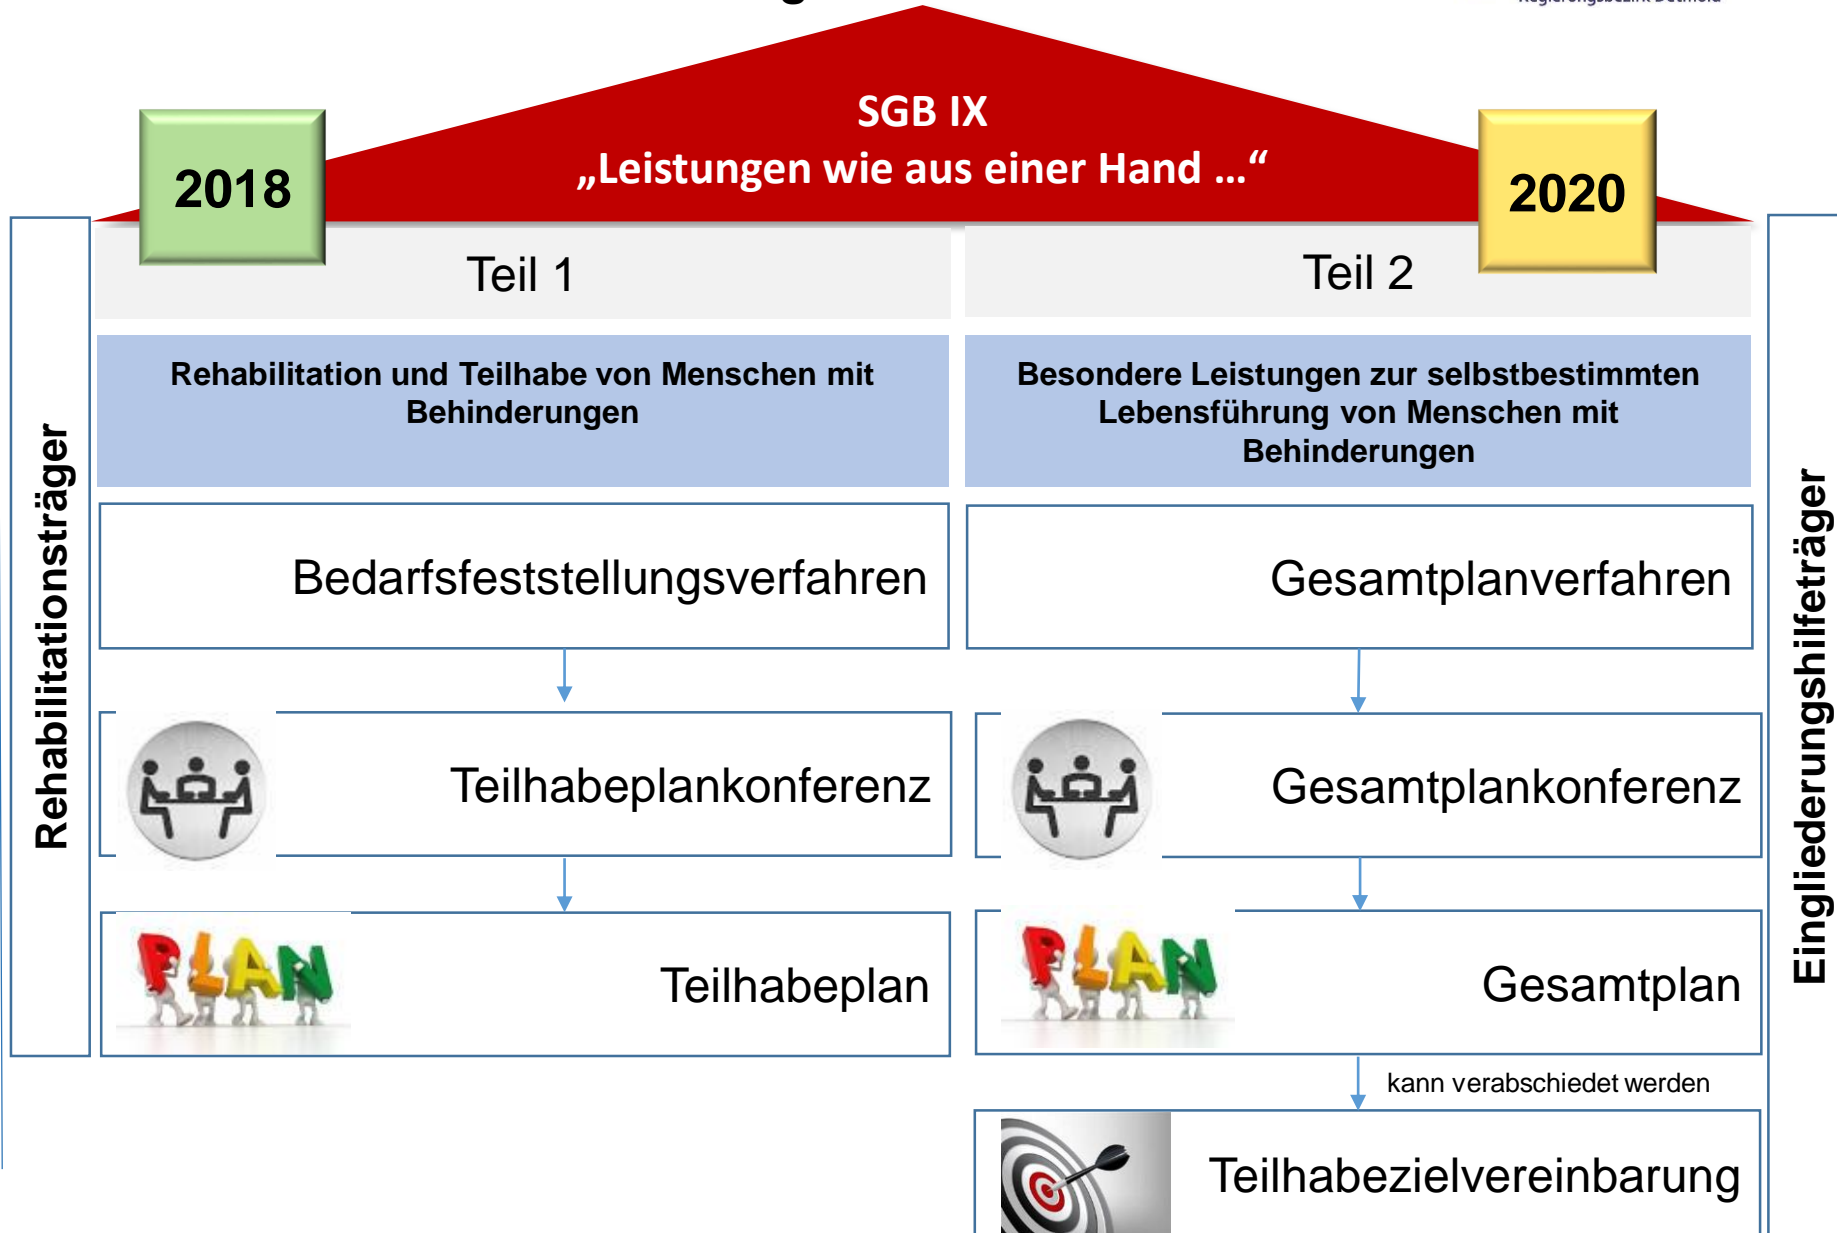 SGB IX
„Leistungen wie aus einer Hand ...“
2018
2020
Teil 1
Teil 2
Rehabilitationsträger
Rehabilitation und Teilhabe von Menschen mit
Behinderungen
Bedarfsfeststellungsverfahren
Teilhabeplankonferenz
PLAN
Teilhabeplan
Besondere Leistungen zur selbstbestimmten
Lebensführung von Menschen mit
Behinderungen
Gesamtplanverfahren
Gesamtplankonferenz
PLAN
Gesamtplan
kann verabschiedet werden
Teilhabezielvereinbarung
Eingliederungshilfeträger